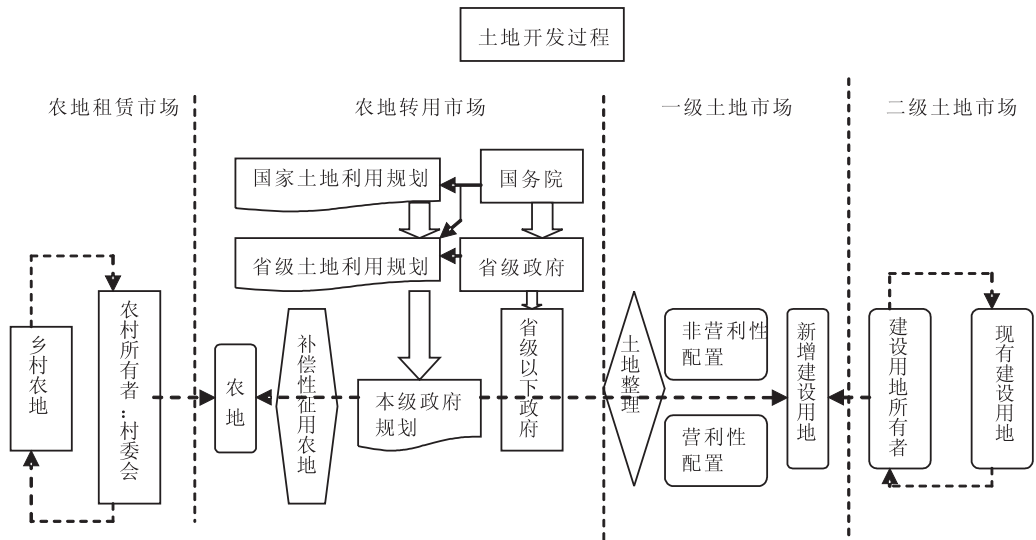 土地开发过程
农地租赁市场
农地转用市场
一级土地市场
二级土地市场
国家土地利用规划
国务院
省级土地利用规划
省级政府
乡村农地
农村所有者…村委会
农地
补偿性征用农地
本级政府
规划
省级以下政府
土地整理
非营利性
配置
营利性
配置
新增建设用地
建设用地所有者
现有建设用地